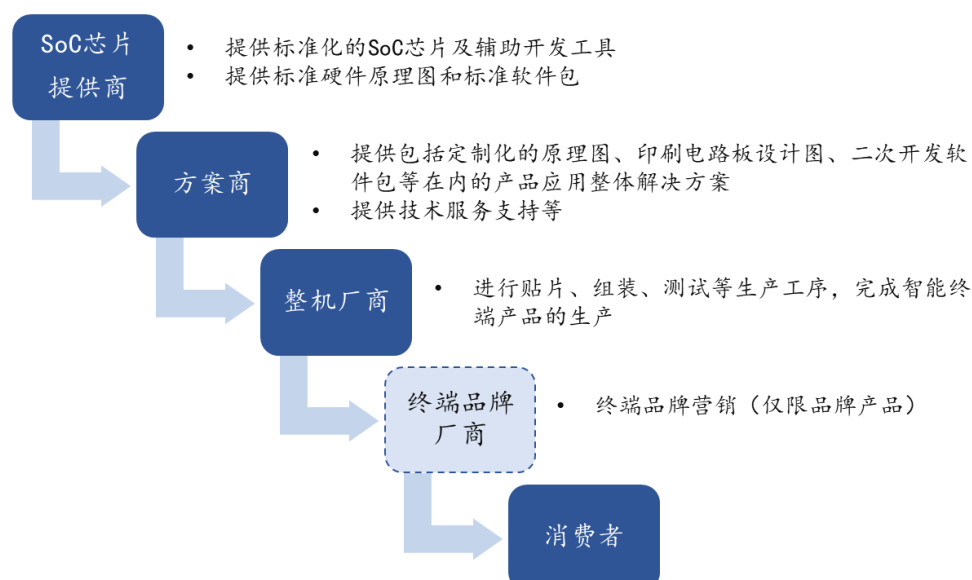 SoC芯片
提供商
• 提供标准化的SoC芯片及辅助开发工具
• 提供标准硬件原理图和标准软件包
方案商
• 提供包括定制化的原理图、印刷电路板设计图、二次开发软
件包等在内的产品应用整体解决方案
• 提供技术服务支持等
整机厂商
• 进行贴片、组装、测试等生产工序，完成智能终
端产品的生产
终端品牌
厂商
• 终端品牌营销（仅限品牌产品）
消费者